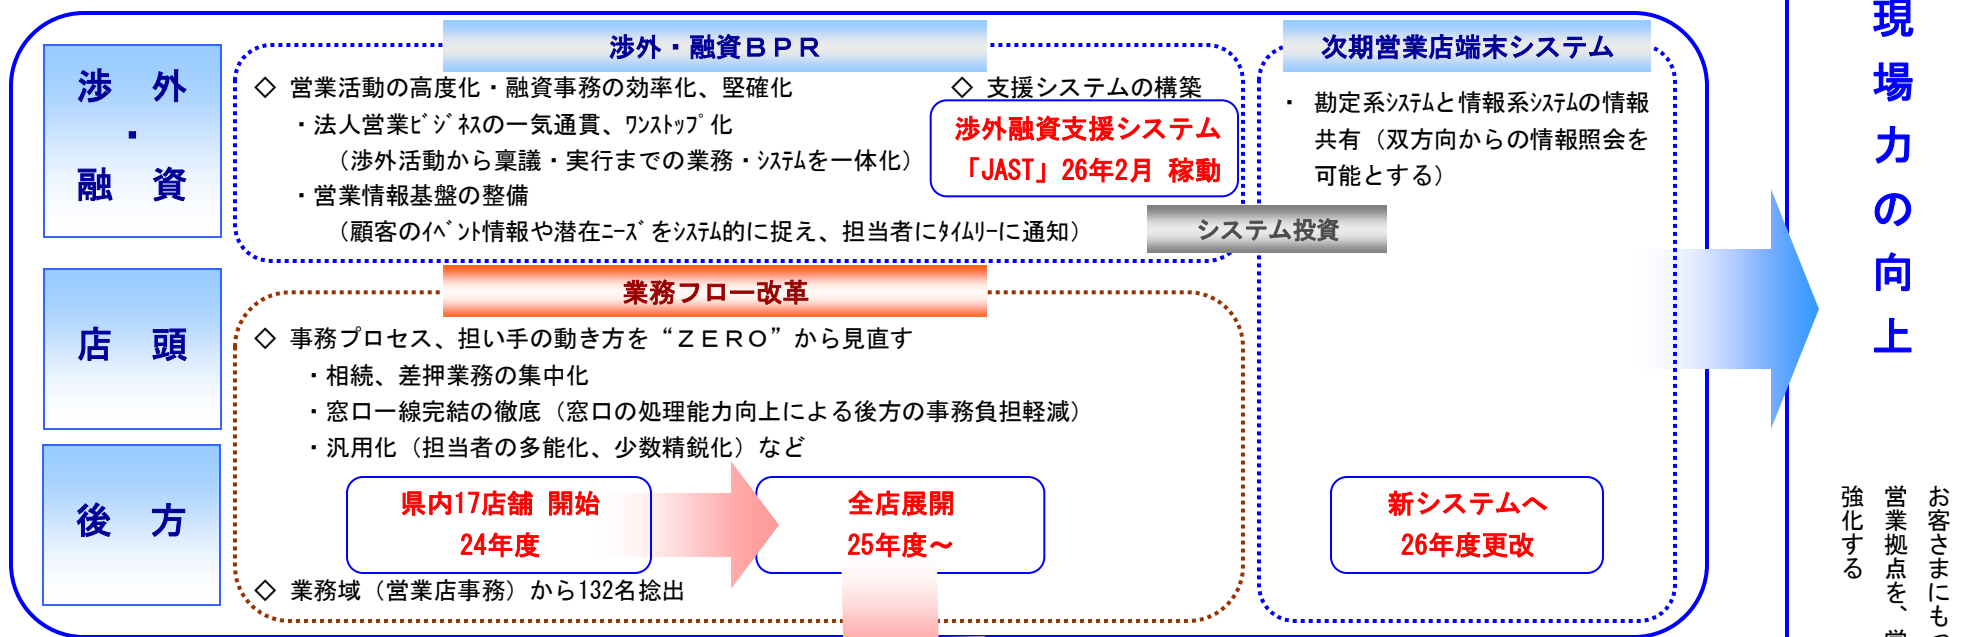 渉外・融資ＢＰＲ
次期営業店端末システム
渉　外
・
融　資
◇ 営業活動の高度化・融資事務の効率化、堅確化
・法人営業ﾋﾞｼﾞﾈｽの一気通貫、ﾜﾝｽﾄｯﾌﾟ化
（渉外活動から稟議・実行までの業務・ｼｽﾃﾑを一体化）
・営業情報基盤の整備
（顧客のｲﾍﾞﾝﾄ情報や潜在ﾆｰｽﾞをｼｽﾃﾑ的に捉え、担当者にﾀｲﾑﾘｰに通知）
◇ 支援システムの構築
渉外融資支援システム
「JAST」26年2月 稼動
・ 勘定系ｼｽﾃﾑと情報系ｼｽﾃﾑの情報
共有（双方向からの情報照会を
可能とする）
システム投資
店　頭
後　方
業務フロー改革
◇ 事務プロセス、担い手の動き方を“ＺＥＲＯ”から見直す
・相続、差押業務の集中化
・窓口一線完結の徹底（窓口の処理能力向上による後方の事務負担軽減）
・汎用化（担当者の多能化、少数精鋭化）など
県内17店舗 開始
24年度
全店展開
25年度～
◇ 業務域（営業店事務）から132名捻出
新システムへ
26年度更改
現場力の向上
お客さまにも
営業拠点を、
強化する